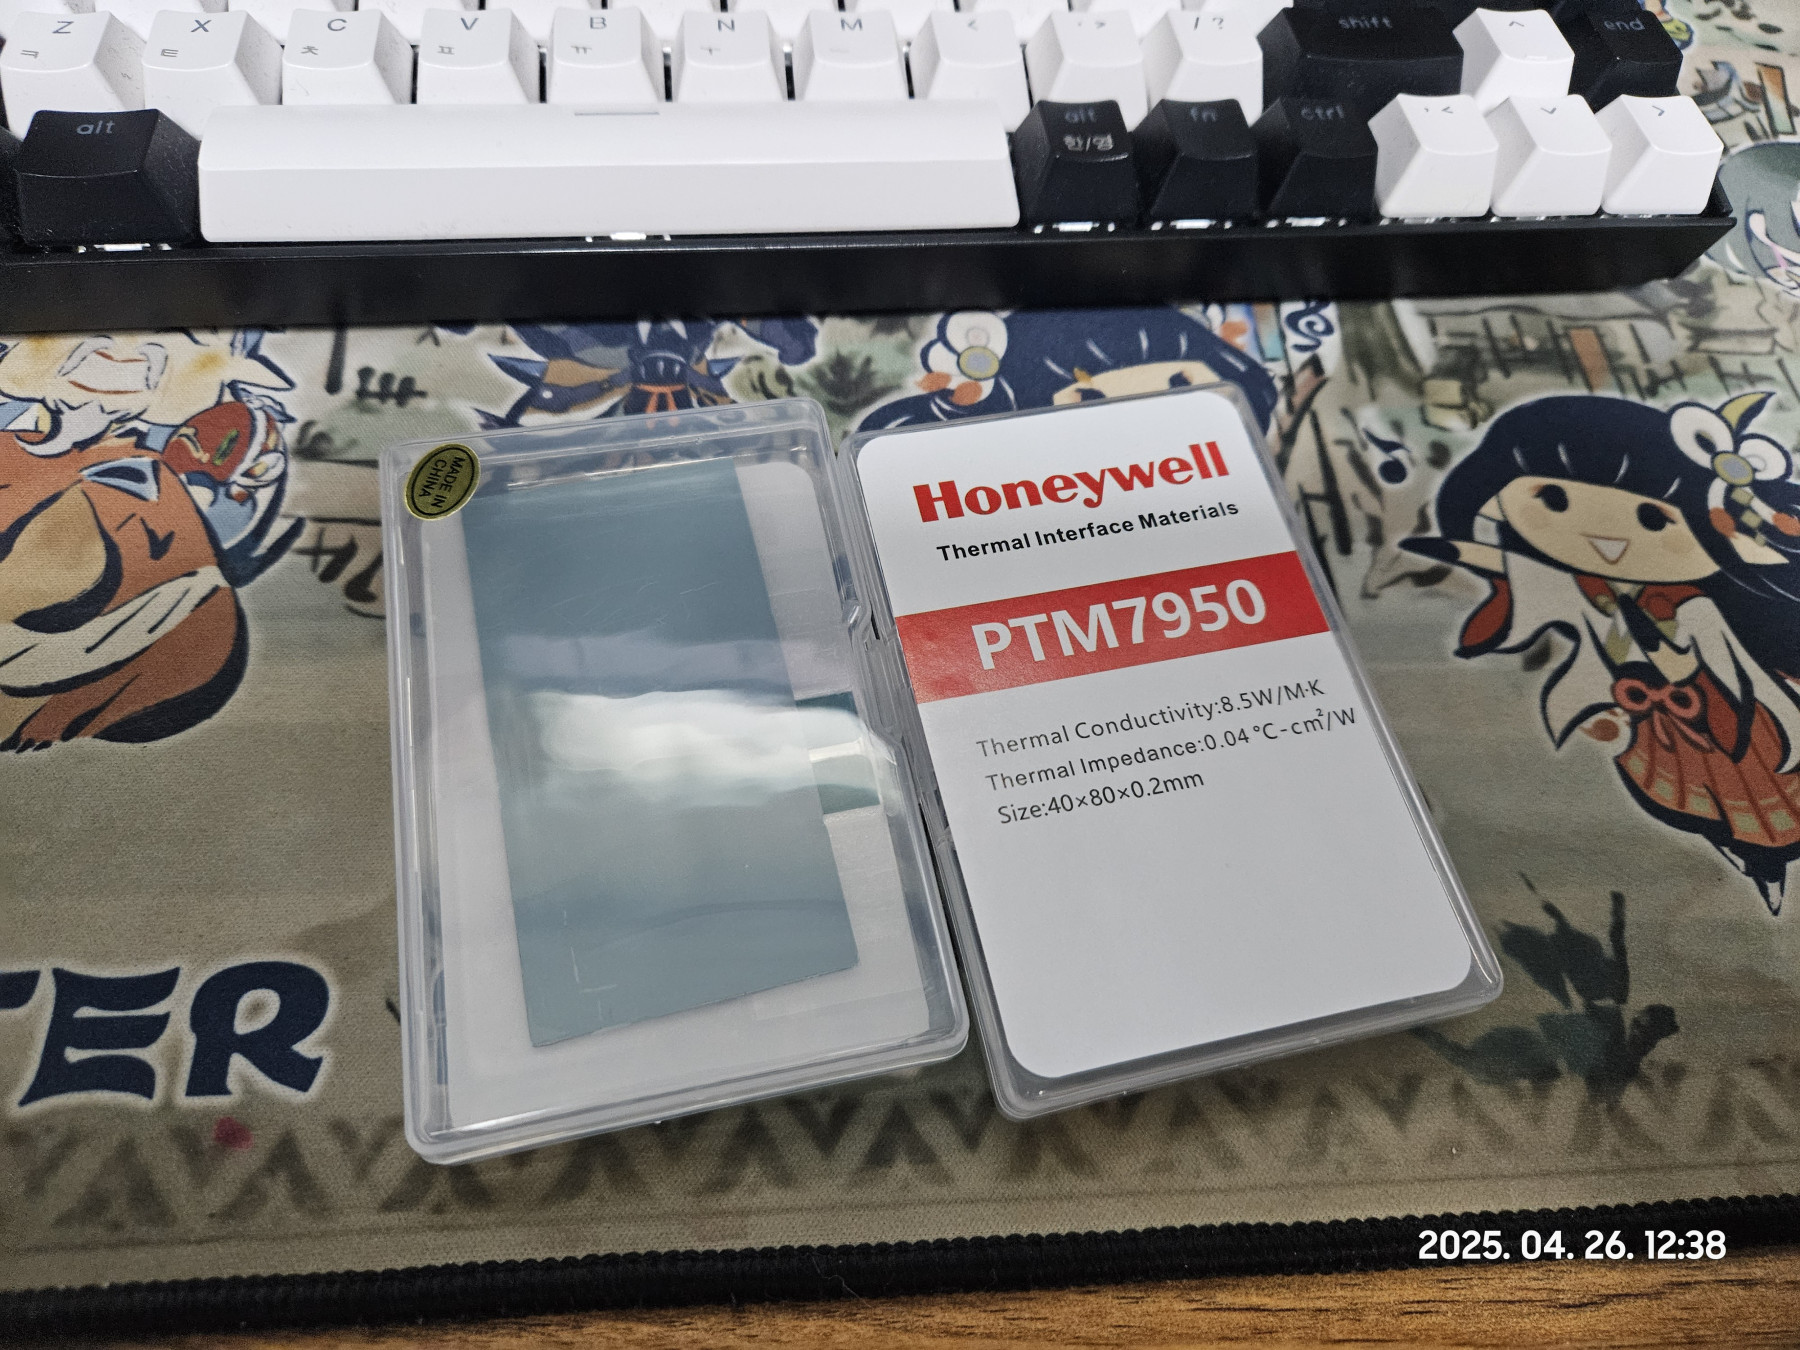 Z X C V B N M < > / ? shift ^ end
ㅋ ㅌ ㅊ ㅍ ㅠ ㅜ ㅡ
alt alt fn ctrl < v >
한/영
MADE IN
CHINA
Honeywell
Thermal Interface Materials
PTM7950
Thermal Conductivity:8.5W/M·K
Thermal Impedance:0.04 °C-cm²/W
Size:40×80×0.2mm
TER
2025. 04. 26. 12:38